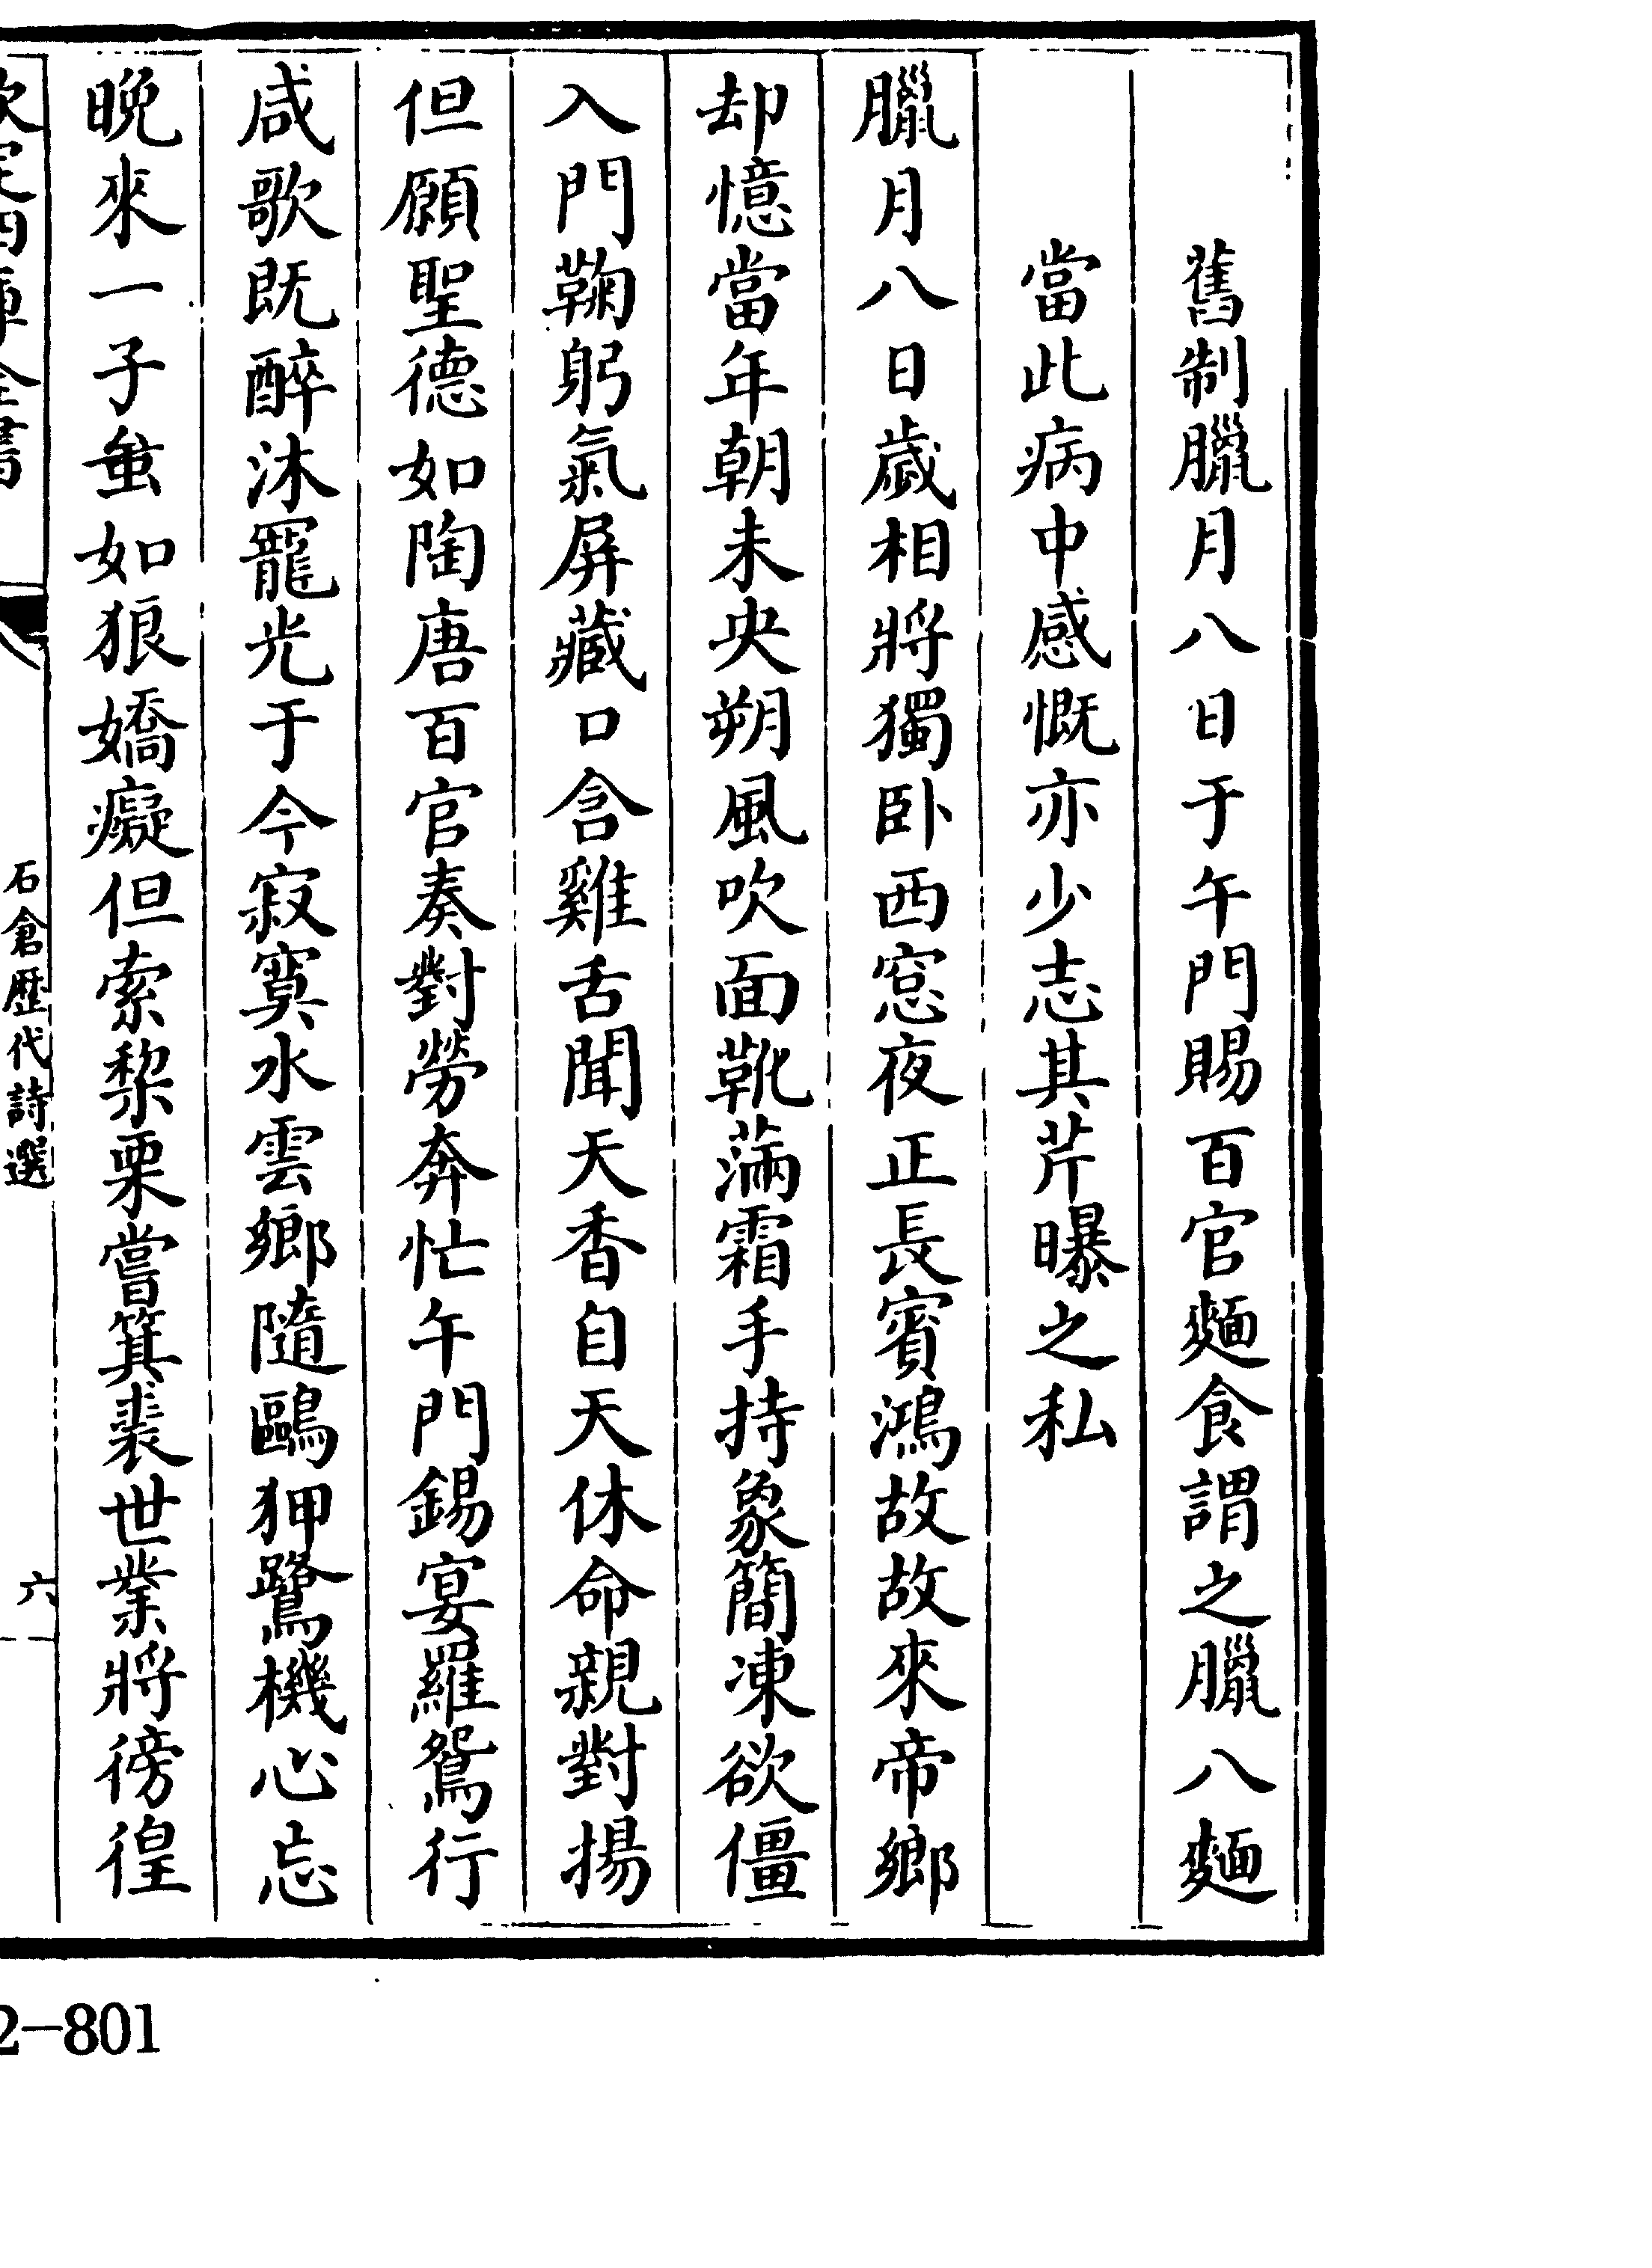 舊制臘月八日于午門賜百官麵食謂之臘八麵
當此病中感慨亦少志其芹曝之私
臘月八日歲相將獨卧西窓夜正長賓鴻故故來帝鄉
却憶當年朝未央朔風吹面靴滿霜手持象簡凍欲僵
入門鞠躬氣屏藏口含雞舌聞天香自天休命親對揚
但願聖德如陶唐百官奏對勞奔忙午門錫宴羅鴛行
咸歌既醉沐寵光于今寂寞水雲鄉隨鷗狎鷺機心忘
晚來一子蚩如狼嬌癡但索棃栗嘗箕裘世業將徬徨
欽定四庫全書
石倉歷代詩選
六
2-801